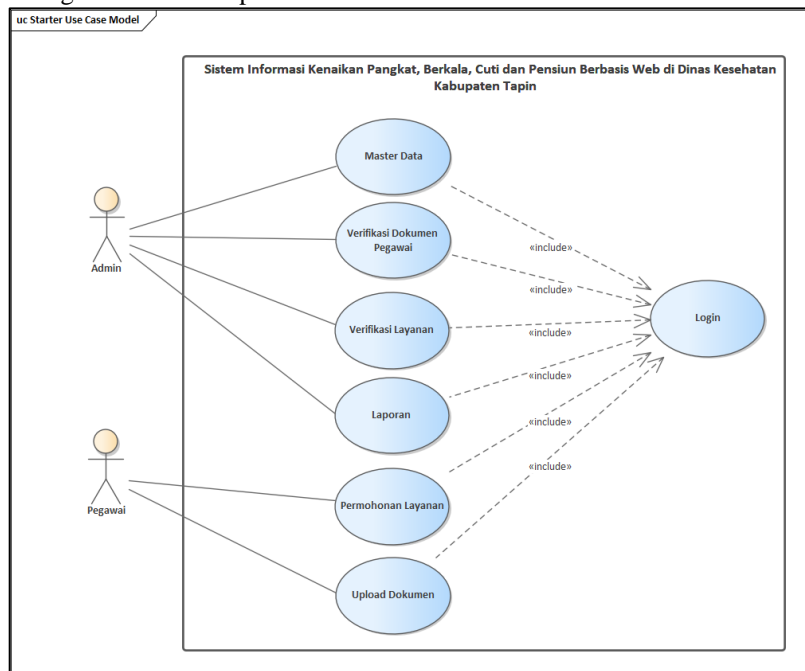 uc Starter Use Case Model
Sistem Informasi Kenaikan Pangkat, Berkala, Cuti dan Pensiun Berbasis Web di Dinas Kesehatan
Kabupaten Tapin
Master Data
Verifikasi Dokumen
Pegawai
«include»
Admin
«include»
Login
Verifikasi Layanan
«include»
«include»
Laporan
«include»
«include»
Permohonan Layanan
Pegawai
Upload Dokumen